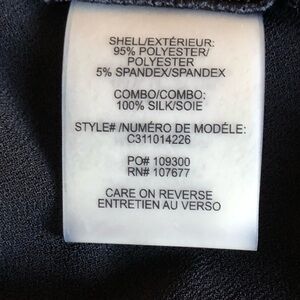 SHELL/EXTÉRIEUR:
95% POLYESTER/
POLYESTER
5% SPANDEX/SPANDEX
COMBO/COMBO:
100% SILK/SOIE
STYLE# /NUMÉRO DE MODÉLE:
C311014226
PO# 109300
RN# 107677
CARE ON REVERSE
ENTRETIEN AU VERSO